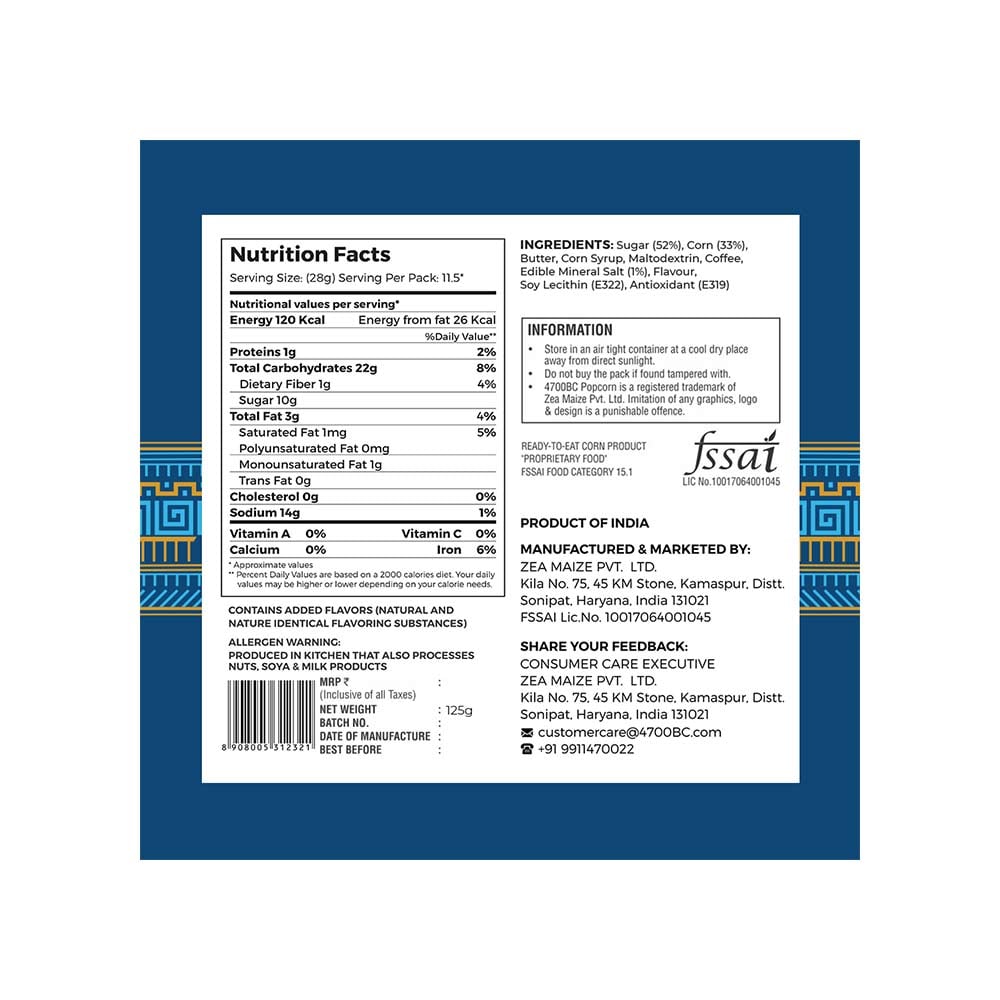 Nutrition Facts
Serving Size: (28g) Serving Per Pack: 11.5*
Nutritional values per serving*
Energy 120 Kcal Energy from fat 26 Kcal
%Daily Value**
Proteins 1g 2%
Total Carbohydrates 22g 8%
Dietary Fiber 1g 4%
Sugar 10g
Total Fat 3g 4%
Saturated Fat 1mg 5%
Polyunsaturated Fat 0mg
Monounsaturated Fat 1g
Trans Fat 0g
Cholesterol 0g 0%
Sodium 14g 1%
Vitamin A 0% Vitamin C 0%
Calcium 0% Iron 6%
* Approximate values
** Percent Daily Values are based on a 2000 calories diet. Your daily
values may be higher or lower depending on your calorie needs.
CONTAINS ADDED FLAVORS (NATURAL AND
NATURE IDENTICAL FLAVORING SUBSTANCES)
ALLERGEN WARNING:
PRODUCED IN KITCHEN THAT ALSO PROCESSES
NUTS, SOYA & MILK PRODUCTS
MRP ₹ :
(Inclusive of all Taxes)
NET WEIGHT : 125g
BATCH NO. :
DATE OF MANUFACTURE :
BEST BEFORE :
8 908005 312321
INGREDIENTS: Sugar (52%), Corn (33%),
Butter, Corn Syrup, Maltodextrin, Coffee,
Edible Mineral Salt (1%), Flavour,
Soy Lecithin (E322), Antioxidant (E319)
INFORMATION
• Store in an air tight container at a cool dry place
away from direct sunlight.
• Do not buy the pack if found tampered with.
• 4700BC Popcorn is a registered trademark of
Zea Maize Pvt. Ltd. Imitation of any graphics, logo
& design is a punishable offence.
READY-TO-EAT CORN PRODUCT
"PROPRIETARY FOOD"
FSSAI FOOD CATEGORY 15.1
fssai
LIC No.10017064001045
PRODUCT OF INDIA
MANUFACTURED & MARKETED BY:
ZEA MAIZE PVT. LTD.
Kila No. 75, 45 KM Stone, Kamaspur, Distt.
Sonipat, Haryana, India 131021
FSSAI Lic.No. 10017064001045
SHARE YOUR FEEDBACK:
CONSUMER CARE EXECUTIVE
ZEA MAIZE PVT. LTD.
Kila No. 75, 45 KM Stone, Kamaspur, Distt.
Sonipat, Haryana, India 131021
customercare@4700BC.com
+91 9911470022